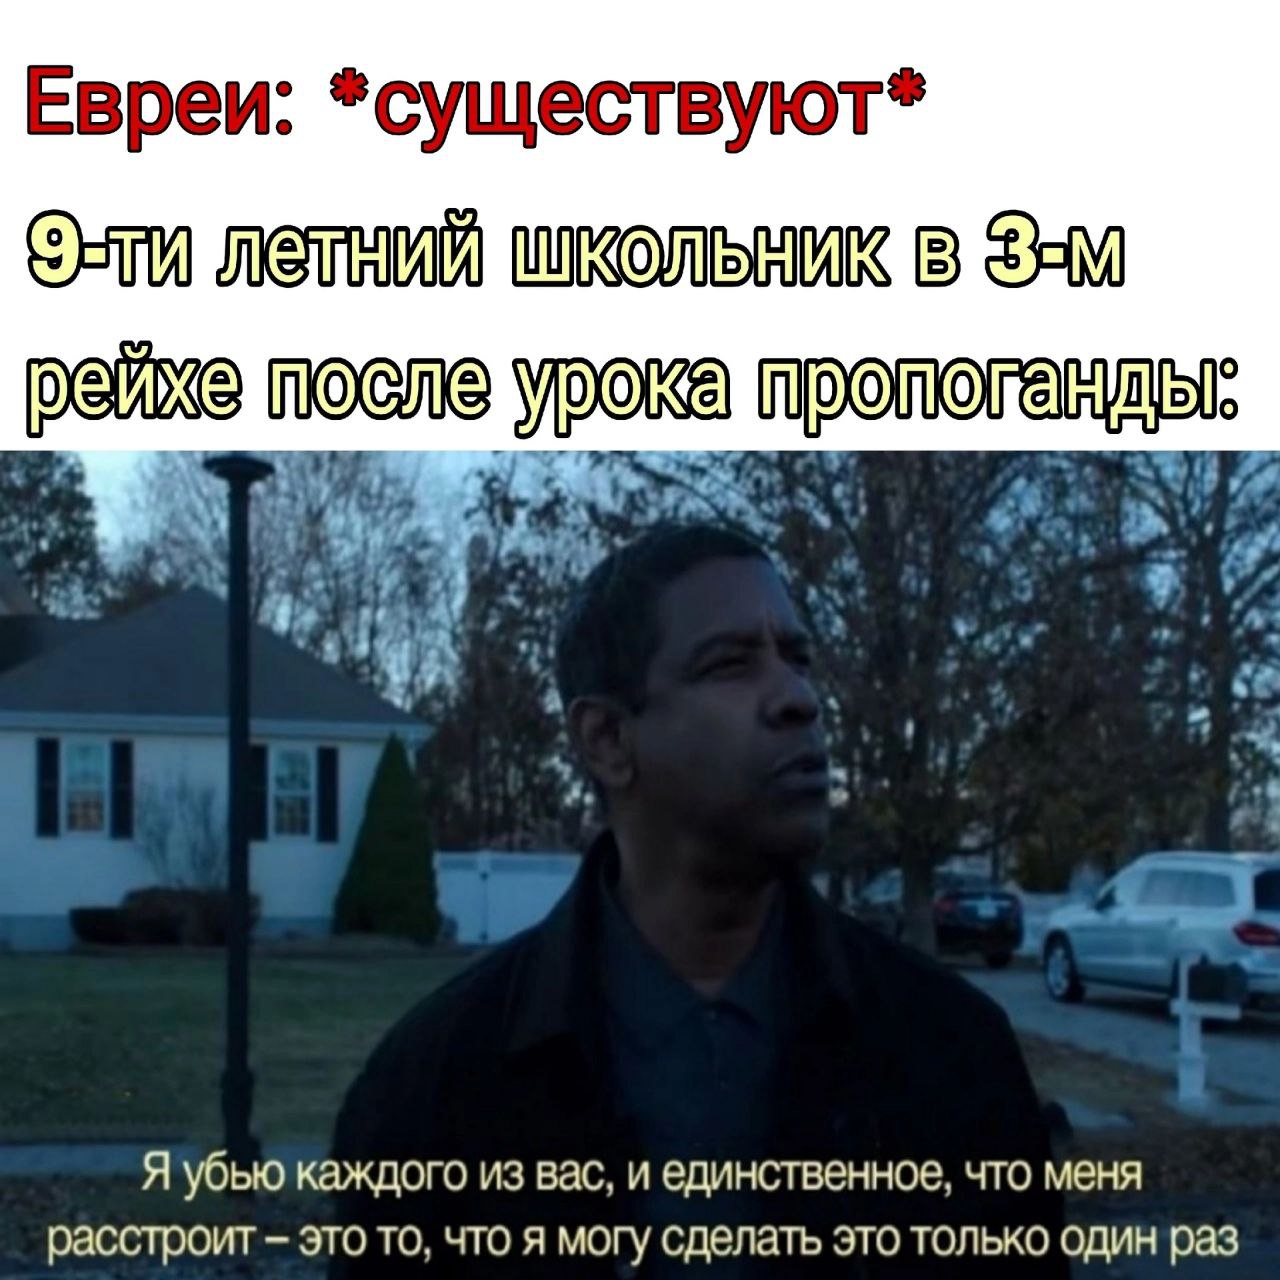 Евреи: *существуют*
9-ти летний школьник в 3-м
рейхе после урока пропоганды:
Я убью каждого из вас, и единственное, что меня
расстроит – это то, что я могу сделать это только один раз